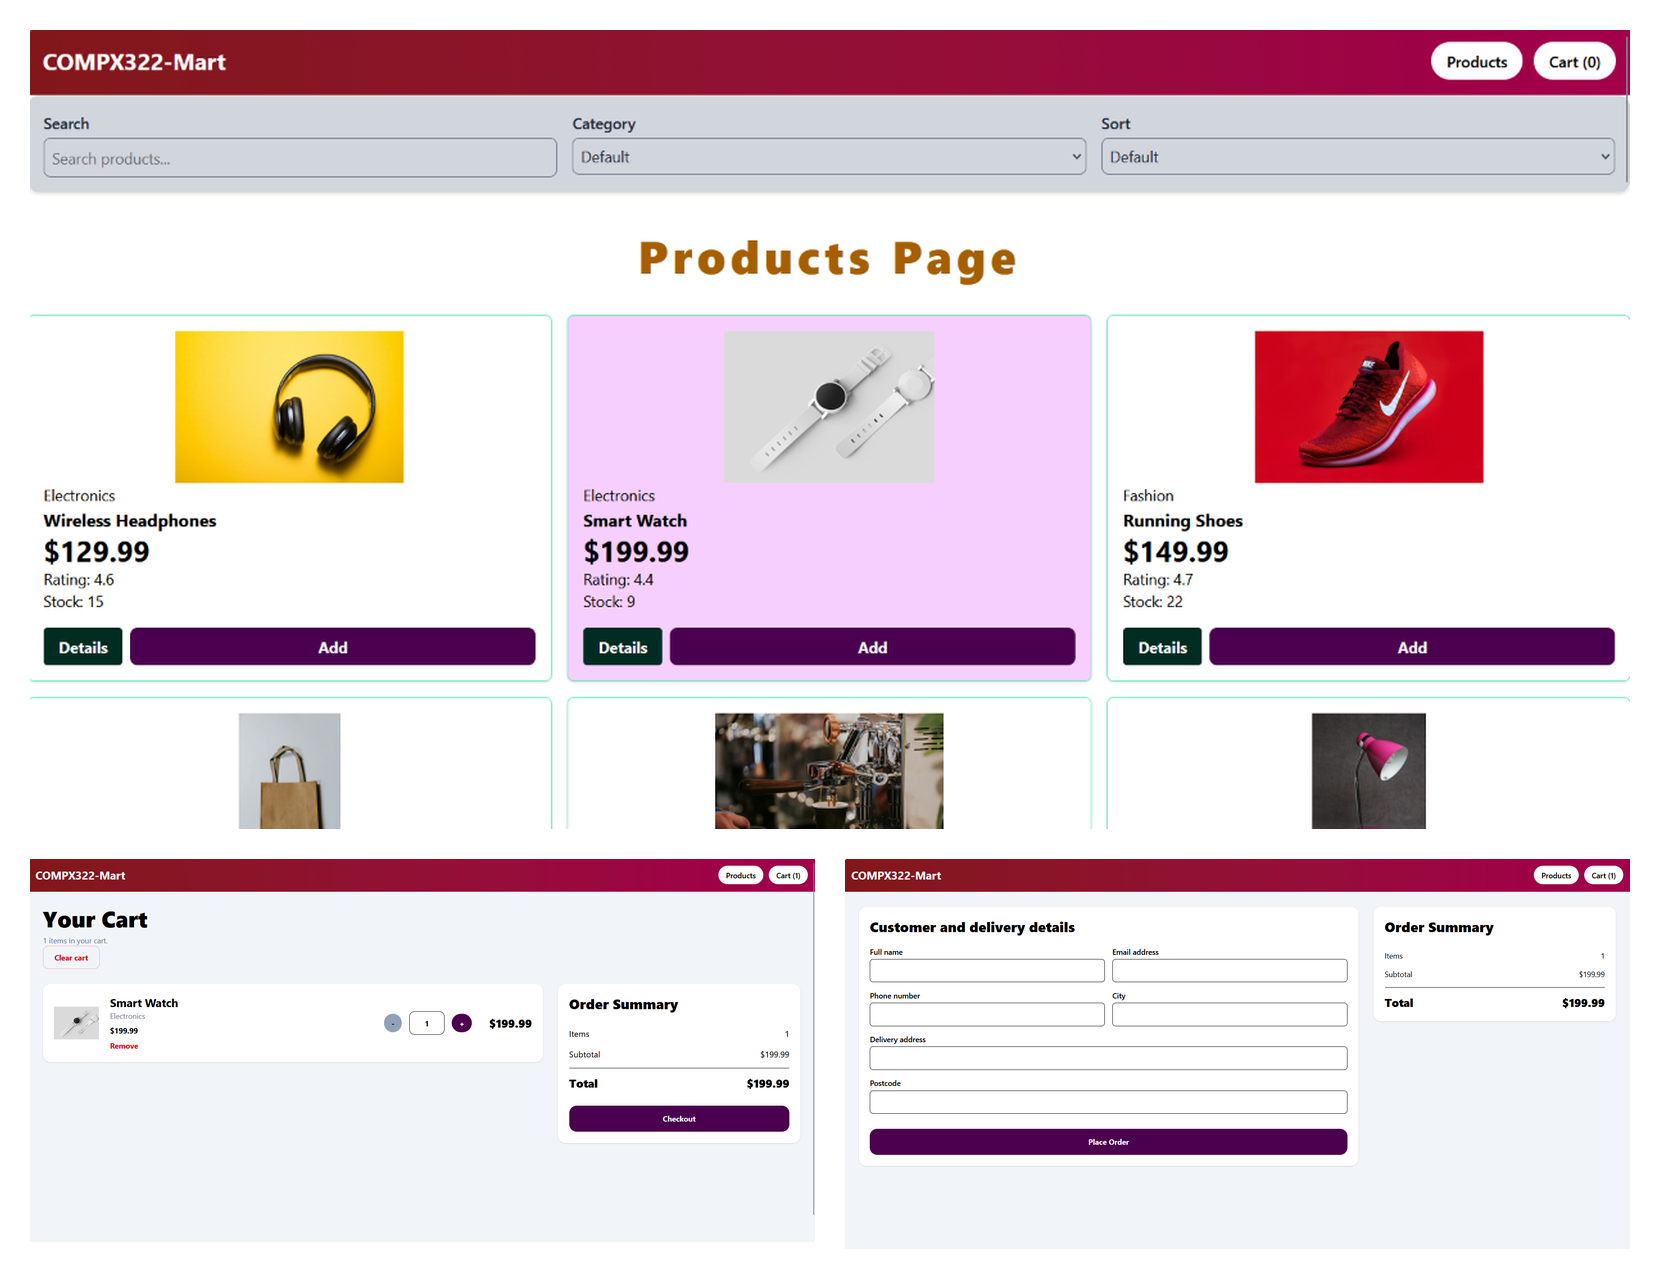 COMPX322-Mart
Products
Cart (0)
Search
Category
Sort
Search products...
Default
Default
Products Page
Electronics
Wireless Headphones
$129.99
Rating: 4.6
Stock: 15
Details
Add
Electronics
Smart Watch
$199.99
Rating: 4.4
Stock: 9
Details
Add
NIKE
Fashion
Running Shoes
$149.99
Rating: 4.7
Stock: 22
Details
Add
COMPX322-Mart
Products
Cart (1)
Your Cart
1 items in your cart.
Clear cart
Smart Watch
Electronics
$199.99
Remove
-
1
+
$199.99
Order Summary
Items 1
Subtotal $199.99
Total $199.99
Checkout
COMPX322-Mart
Products
Cart (1)
Customer and delivery details
Full name
Email address
Phone number
City
Delivery address
Postcode
Place Order
Order Summary
Items 1
Subtotal $199.99
Total $199.99